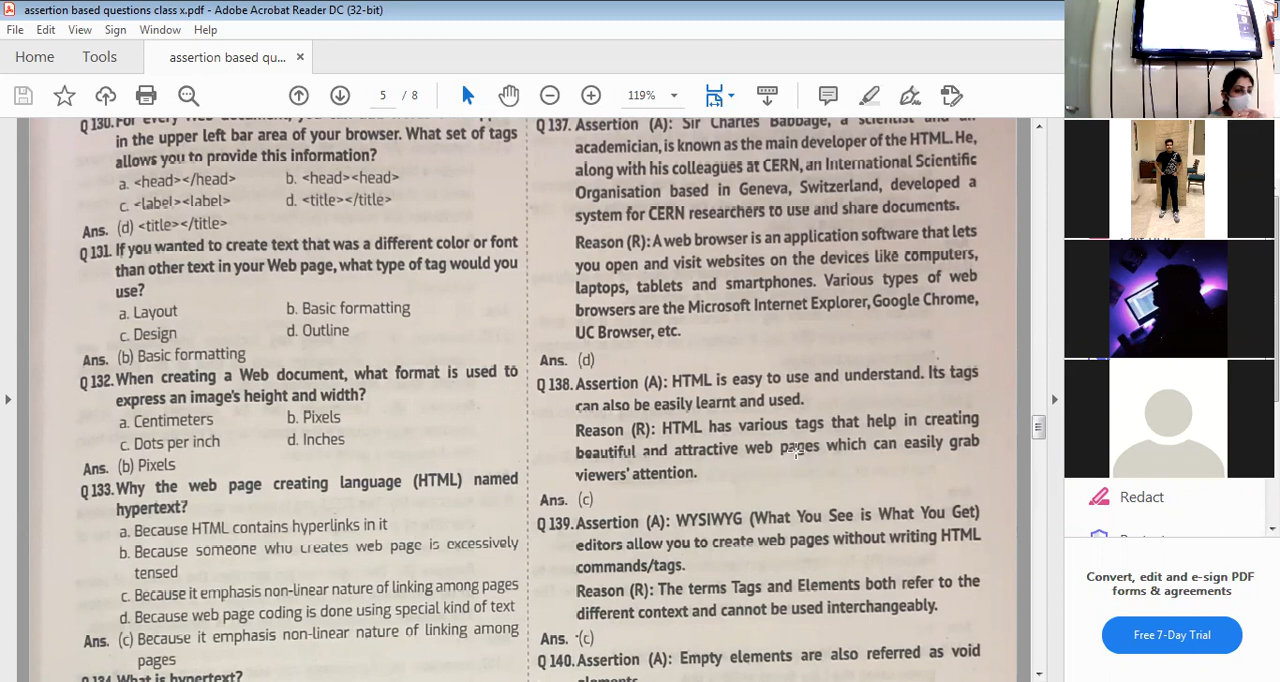 assertion based questions class x.pdf - Adobe Acrobat Reader DC (32-bit)
File Edit View Sign Window Help
Home Tools assertion based qu... ×
5 / 8 119%
in the upper left bar area of your browser. What set of tags
allows you to provide this information?
a. <head></head> b. <head><head>
c. <label><label> d. <title></title>
Ans. (d) <title></title>
Q 131. If you wanted to create text that was a different color or font
than other text in your Web page, what type of tag would you
use?
a. Layout b. Basic formatting
c. Design d. Outline
Ans. (b) Basic formatting
Q 132. When creating a Web document, what format is used to
express an image's height and width?
a. Centimeters b. Pixels
c. Dots per inch d. Inches
Ans. (b) Pixels
Q 133. Why the web page creating language (HTML) named
hypertext?
a. Because HTML contains hyperlinks in it
b. Because someone who creates web page is excessively
tensed
c. Because it emphasis non-linear nature of linking among pages
d. Because web page coding is done using special kind of text
Ans. (c) Because it emphasis non-linear nature of linking among
pages
Q 134. What is hypertext?
Q 137. Assertion (A): Sir Charles Babbage, a scientist and an
academician, is known as the main developer of the HTML. He,
along with his colleagues at CERN, an International Scientific
Organisation based in Geneva, Switzerland, developed a
system for CERN researchers to use and share documents.
Reason (R): A web browser is an application software that lets
you open and visit websites on the devices like computers,
laptops, tablets and smartphones. Various types of web
browsers are the Microsoft Internet Explorer, Google Chrome,
UC Browser, etc.
Ans. (d)
Q 138. Assertion (A): HTML is easy to use and understand. Its tags
can also be easily learnt and used.
Reason (R): HTML has various tags that help in creating
beautiful and attractive web pages which can easily grab
viewers' attention.
Ans. (c)
Q 139. Assertion (A): WYSIWYG (What You See is What You Get)
editors allow you to create web pages without writing HTML
commands/tags.
Reason (R): The terms Tags and Elements both refer to the
different context and cannot be used interchangeably.
Ans. (c)
Q 140. Assertion (A): Empty elements are also referred as void
elements
Redact
Convert, edit and e-sign PDF
forms & agreements
Free 7-Day Trial